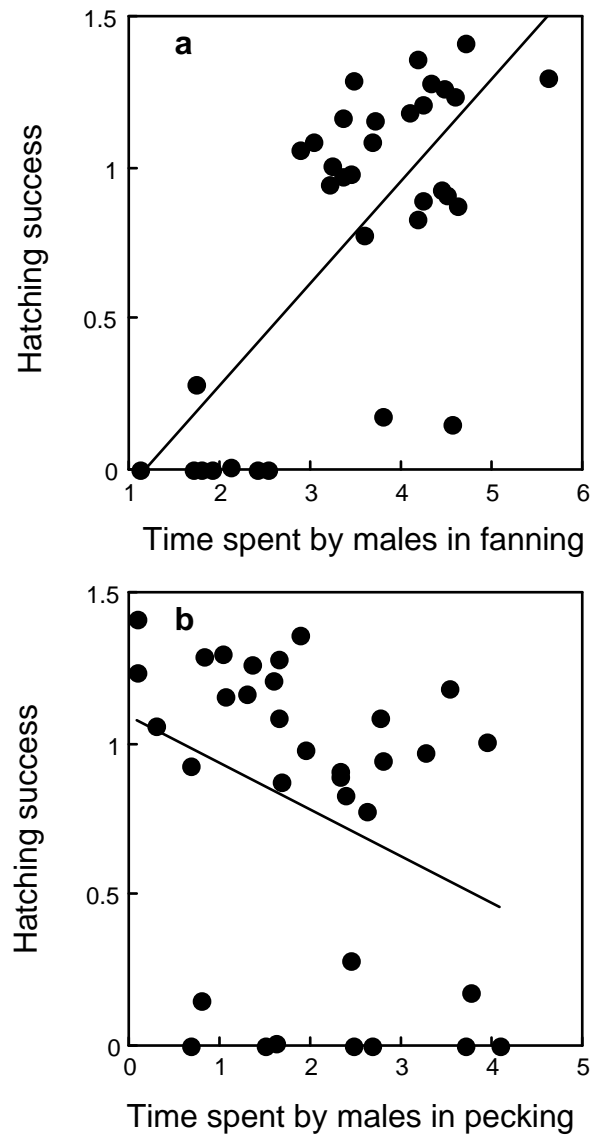 1.5
a
1
0.5
0
1 2 3 4 5 6
Hatching success
Time spent by males in fanning
1.5
b
1
0.5
0
0 1 2 3 4 5
Hatching success
Time spent by males in pecking